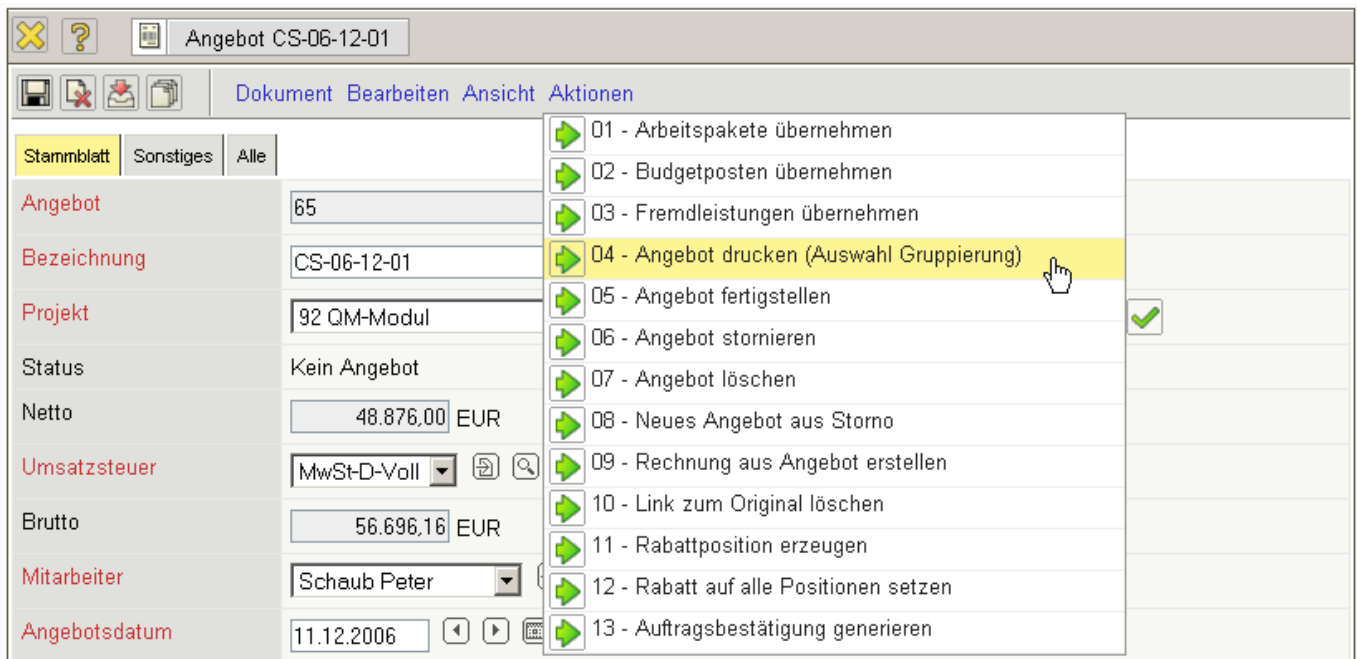 Angebot CS-06-12-01
Dokument Bearbeiten Ansicht Aktionen
Stammblatt Sonstiges Alle
01 - Arbeitspakete übernehmen
02 - Budgetposten übernehmen
03 - Fremdleistungen übernehmen
04 - Angebot drucken (Auswahl Gruppierung)
05 - Angebot fertigstellen
06 - Angebot stornieren
07 - Angebot löschen
08 - Neues Angebot aus Storno
09 - Rechnung aus Angebot erstellen
10 - Link zum Original löschen
11 - Rabattposition erzeugen
12 - Rabatt auf alle Positionen setzen
13 - Auftragsbestätigung generieren
Angebot 65
Bezeichnung CS-06-12-01
Projekt 92 QM-Modul
Status Kein Angebot
Netto 48.876,00 EUR
Umsatzsteuer MwSt-D-Voll
Brutto 56.696,16 EUR
Mitarbeiter Schaub Peter
Angebotsdatum 11.12.2006